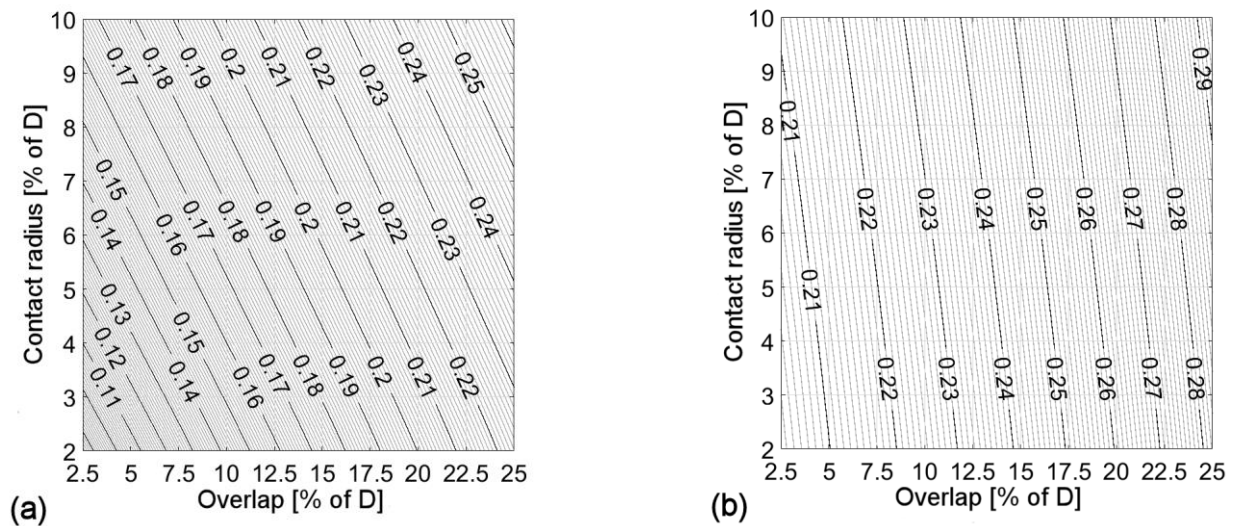 10
9
8
7
6
5
4
3
2
Contact radius [% of D]
0.17 0.18 0.19 0.2 0.21 0.22 0.23 0.24 0.25
0.15 0.14 0.16 0.17 0.18 0.19 0.2 0.21 0.22 0.23 0.24
0.13 0.12 0.11 0.15 0.14 0.16 0.17 0.18 0.19 0.2 0.21 0.22
2.5 5 7.5 10 12.5 15 17.5 20 22.5 25
Overlap [% of D]
(a)
10
9
8
7
6
5
4
3
2
Contact radius [% of D]
0.21 0.29
0.22 0.23 0.24 0.25 0.26 0.27 0.28
0.21
0.22 0.23 0.24 0.25 0.26 0.27 0.28
2.5 5 7.5 10 12.5 15 17.5 20 22.5 25
Overlap [% of D]
(b)